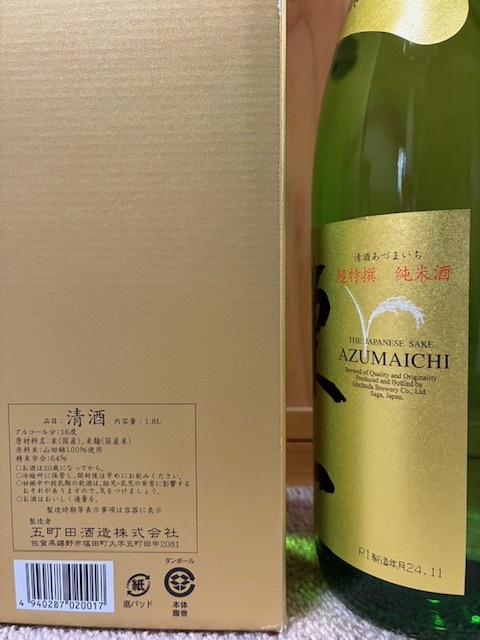 品目：清酒 内容量：1.8L
アルコール分：16度
原材料名：米(国産)、米麹(国産米)
原料米：山田錦100%使用
精米歩合：64%
○お酒は20歳になってから。
○冷暗所に保管し、開封後は早めにお飲みください。
○妊娠中や授乳期の飲酒は、胎児・乳児の発育に影響する
おそれがありますので、気をつけましょう。
○お酒はおいしく適量を。
製造時期等表示事項は容器に表示
製造者
五町田酒造株式会社
佐賀県嬉野市塩田町大字五町田甲2081
4 940287 020017
紙
底パッド
ダンボール
本体
腹巻
清酒あづまいち
超特撰 純米酒
THE JAPANESE SAKE
AZUMAICHI
Brewed of Quality and Originality
Produced and Bottled by
Gochoda Brewery Co., Ltd.
Saga, Japan.
R1製造年月24.11